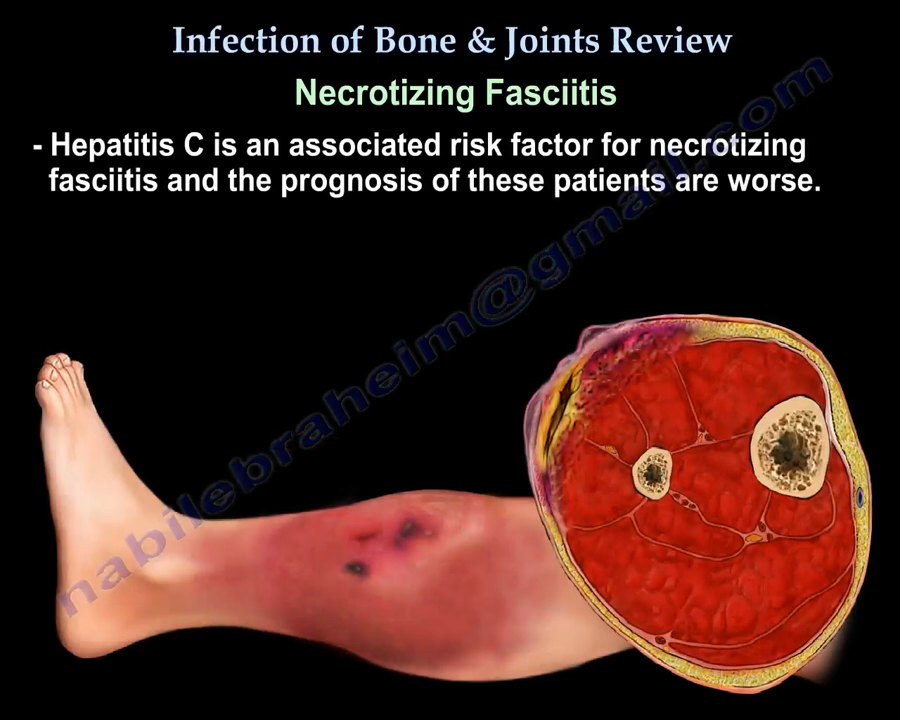 Infection of Bone & Joints Review
Necrotizing Fasciitis
- Hepatitis C is an associated risk factor for necrotizing
fasciitis and the prognosis of these patients are worse.
nabilebraheim@gmail.com